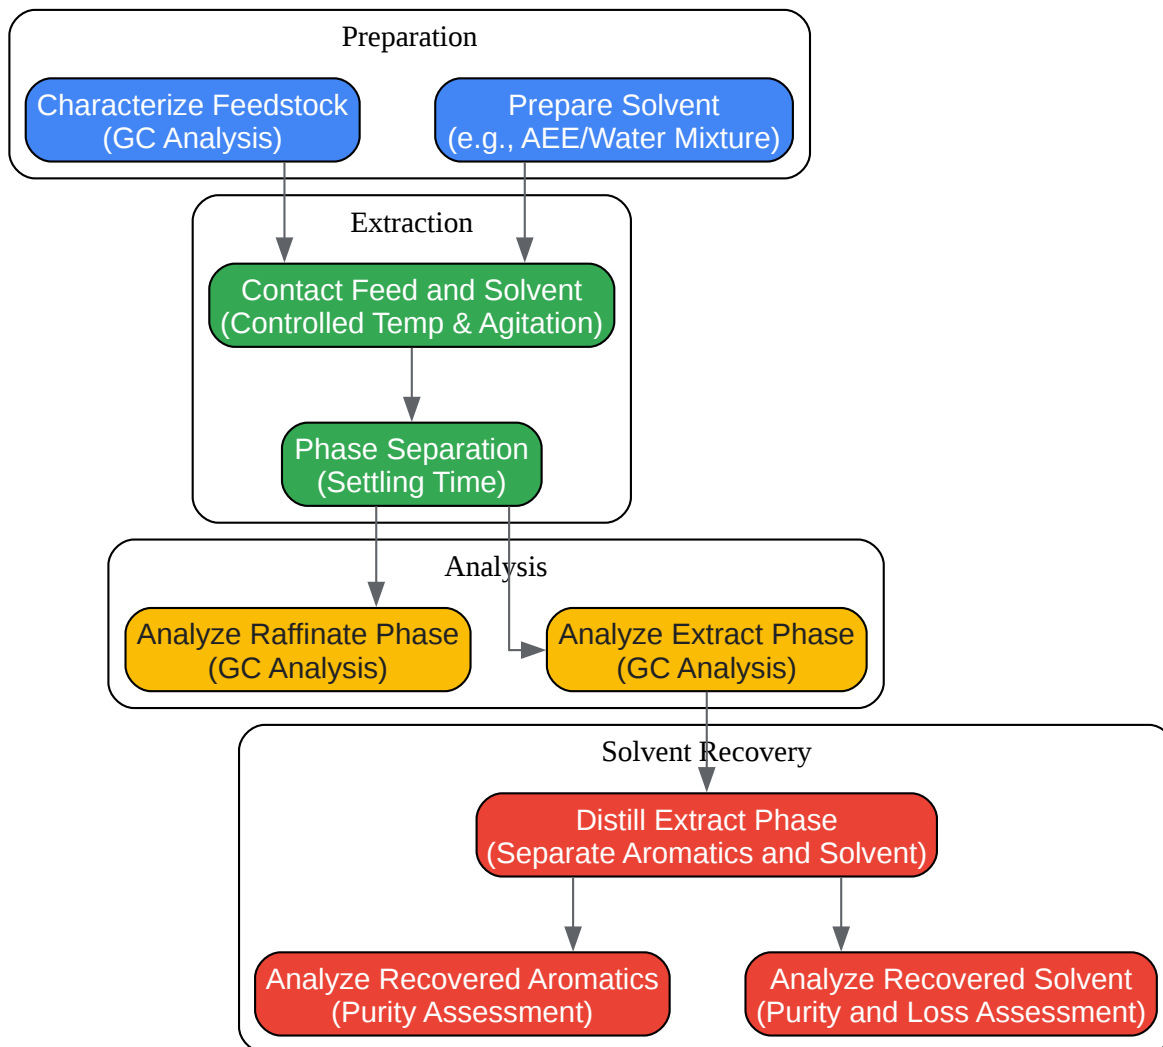 Preparation
Characterize Feedstock
(GC Analysis)
Prepare Solvent
(e.g., AEE/Water Mixture)
Extraction
Contact Feed and Solvent
(Controlled Temp & Agitation)
Phase Separation
(Settling Time)
Analysis
Analyze Raffinate Phase
(GC Analysis)
Analyze Extract Phase
(GC Analysis)
Solvent Recovery
Distill Extract Phase
(Separate Aromatics and Solvent)
Analyze Recovered Aromatics
(Purity Assessment)
Analyze Recovered Solvent
(Purity and Loss Assessment)